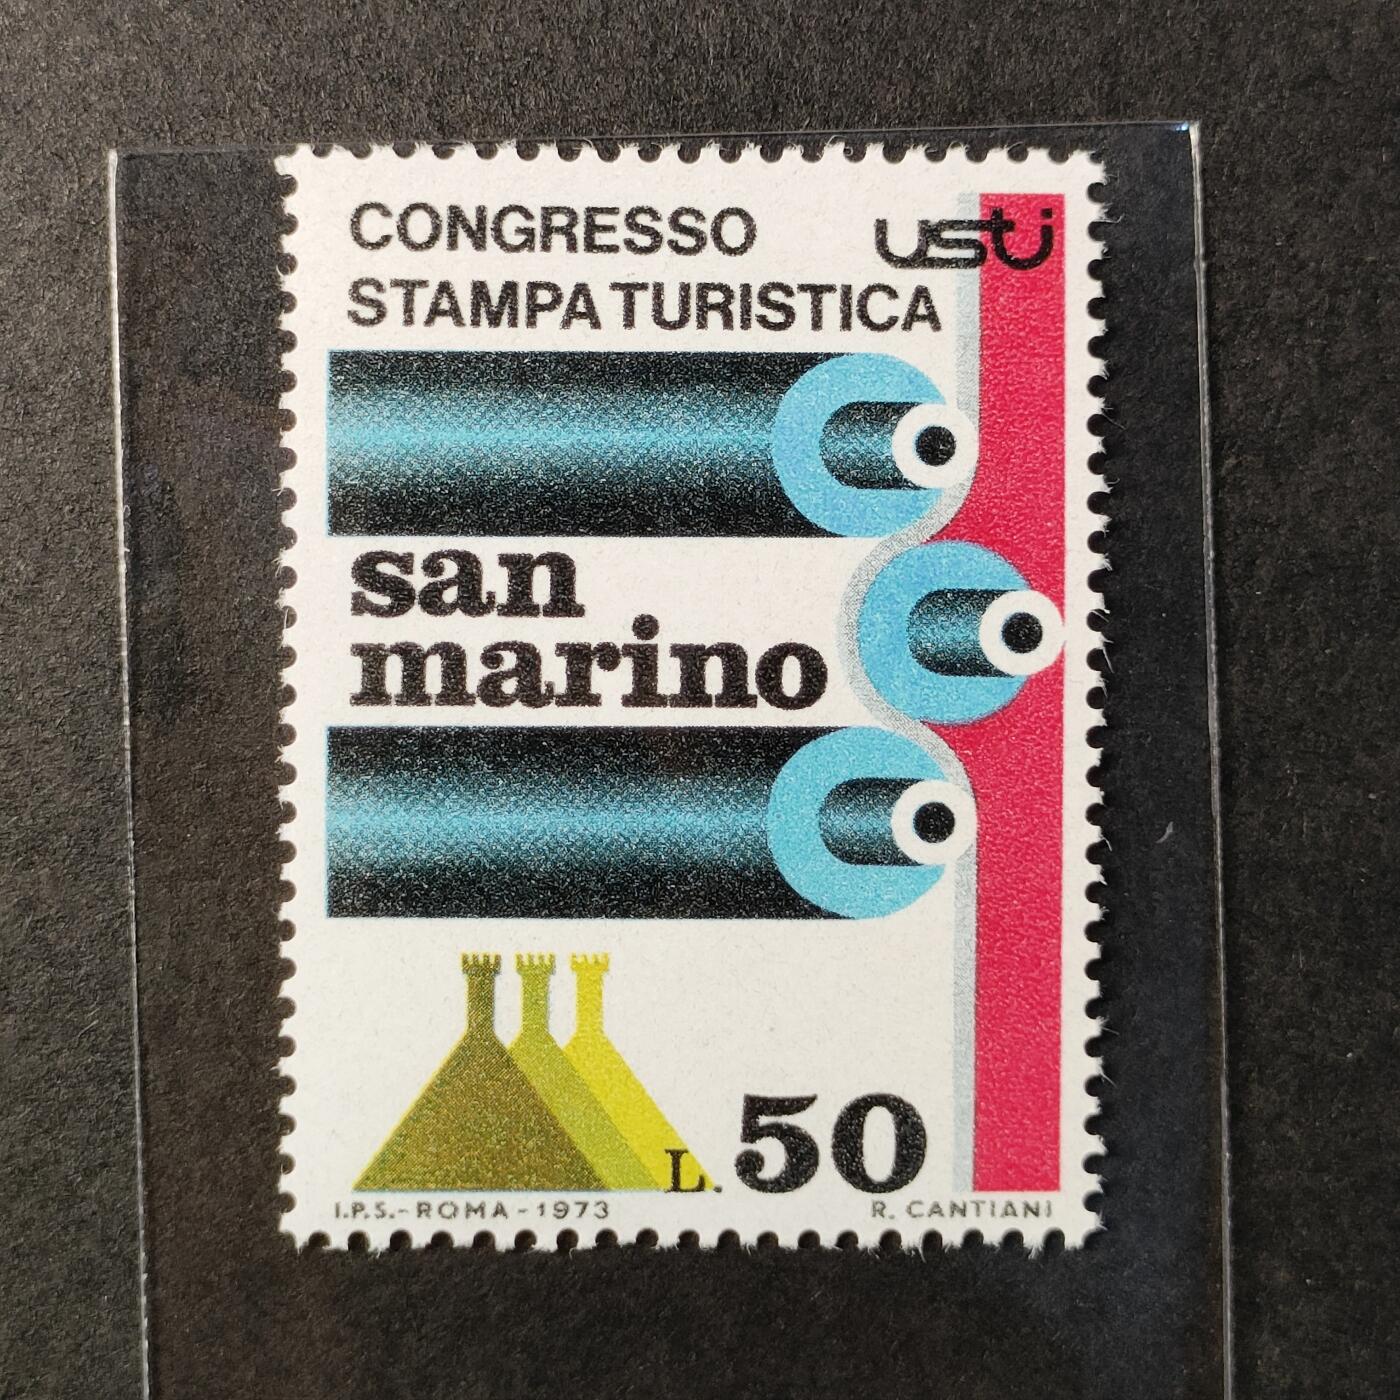 CONGRESSO
STAMPA TURISTICA
usti
san
marino
L. 50
I.P.S.-ROMA-1973
R. CANTIANI